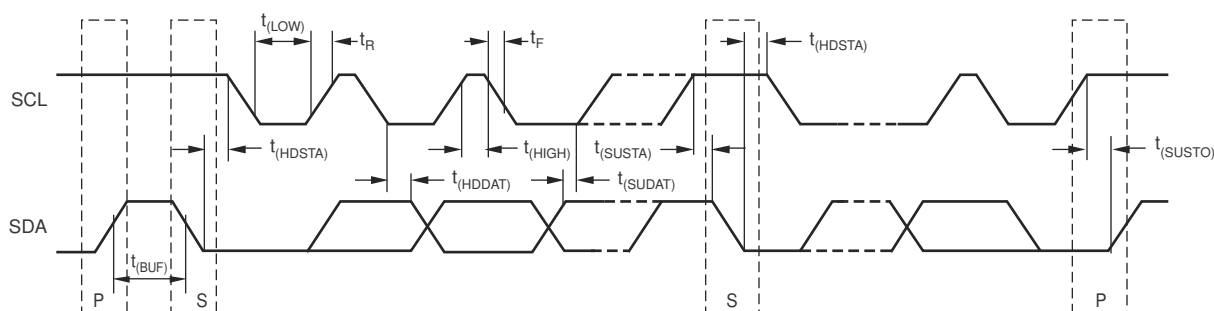 t(LOW)
tR
tF
t(HDSTA)
SCL
t(HDSTA)
t(HIGH)
t(SUSTA)
t(SUSTO)
t(HDDAT)
t(SUDAT)
SDA
t(BUF)
P
S
S
P